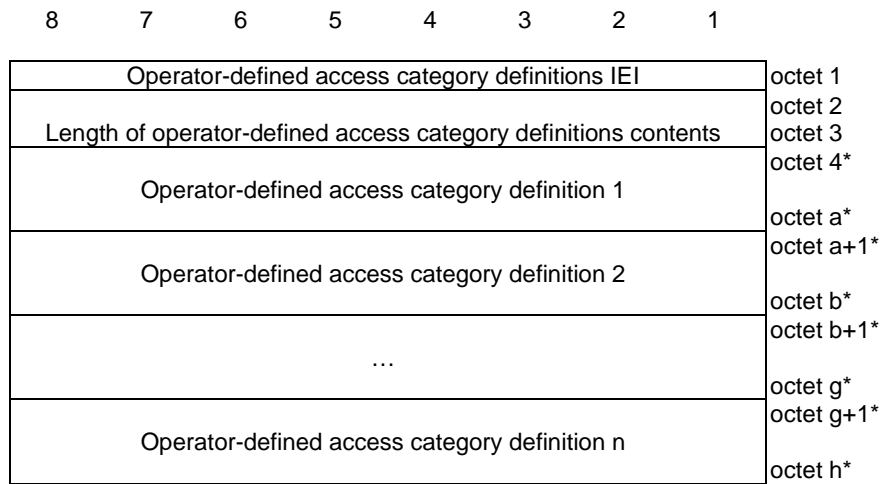 8 7 6 5 4 3 2 1
Operator-defined access category definitions IEI octet 1
octet 2
Length of operator-defined access category definitions contents octet 3
octet 4*
Operator-defined access category definition 1
octet a*
octet a+1*
Operator-defined access category definition 2
octet b*
octet b+1*
…
octet g*
octet g+1*
Operator-defined access category definition n
octet h*